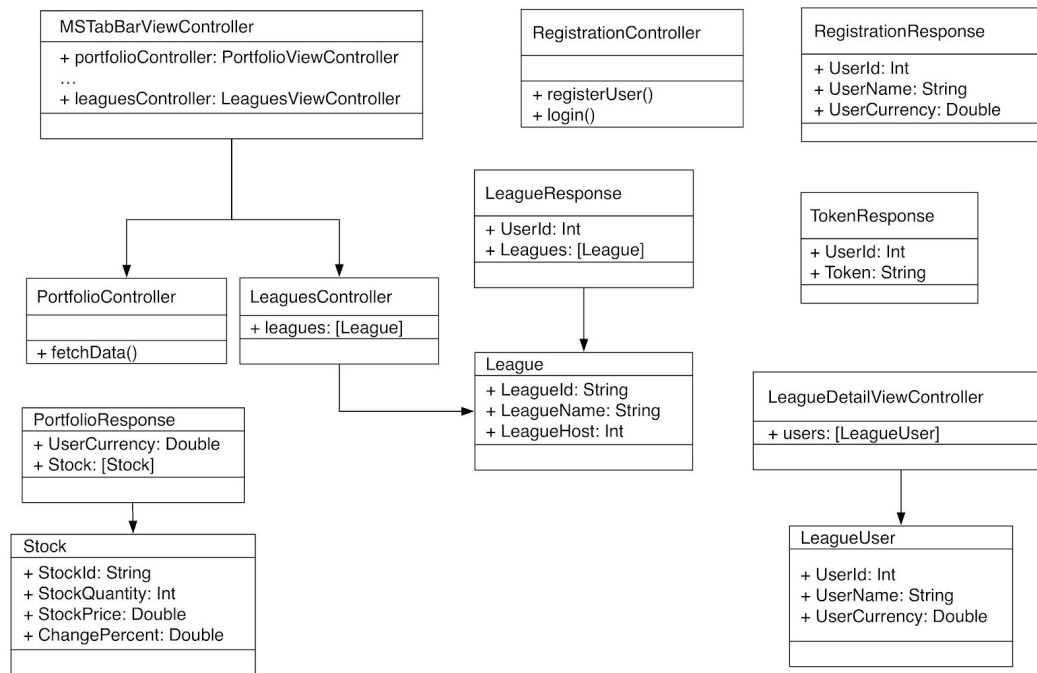 MSTabBarViewController
+ portfolioController: PortfolioViewController
...
+ leaguesController: LeaguesViewController
RegistrationController
+ registerUser()
+ login()
RegistrationResponse
+ UserId: Int
+ UserName: String
+ UserCurrency: Double
LeagueResponse
+ UserId: Int
+ Leagues: [League]
TokenResponse
+ UserId: Int
+ Token: String
PortfolioController
+ fetchData()
LeaguesController
+ leagues: [League]
League
+ LeagueId: String
+ LeagueName: String
+ LeagueHost: Int
LeagueDetailViewController
+ users: [LeagueUser]
PortfolioResponse
+ UserCurrency: Double
+ Stock: [Stock]
Stock
+ StockId: String
+ StockQuantity: Int
+ StockPrice: Double
+ ChangePercent: Double
LeagueUser
+ UserId: Int
+ UserName: String
+ UserCurrency: Double